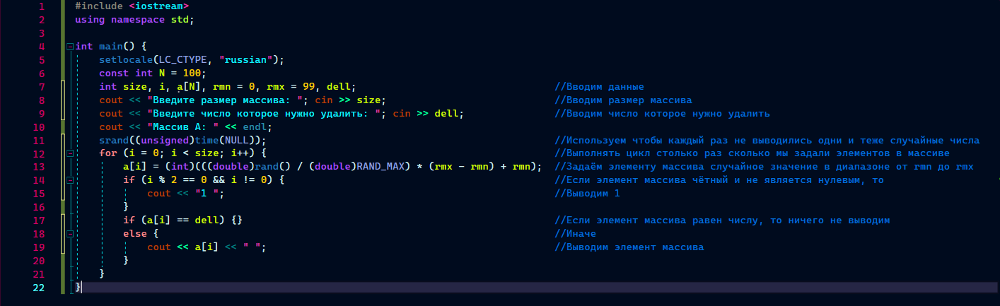 1 #include <iostream>
2 using namespace std;
3
4 int main() {
5 setlocale(LC_CTYPE, "russian");
6 const int N = 100;
7 int size, i, a[N], rmn = 0, rmx = 99, dell; //Вводим данные
8 cout << "Введите размер массива: "; cin >> size; //Вводим размер массива
9 cout << "Введите число которое нужно удалить: "; cin >> dell; //Вводим число которое нужно удалить
10 cout << "Массив А: " << endl;
11 srand((unsigned)time(NULL)); //Используем чтобы каждый раз не выводились одни и теже случайные числа
12 for (i = 0; i < size; i++) { //Выполнять цикл столько раз сколько мы задали элементов в массиве
13 a[i] = (int)(((double)rand() / (double)RAND_MAX) * (rmx - rmn) + rmn); //Задаём элементу массива случайное значение в диапазоне от rmn до rmx
14 if (i % 2 == 0 && i != 0) { //Если элемент массива чётный и не является нулевым, то
15 cout << "1 "; //Выводим 1
16 }
17 if (a[i] == dell) {} //Если элемент массива равен числу, то ничего не выводим
18 else { //Иначе
19 cout << a[i] << " "; //Выводим элемент массива
20 }
21 }
22 }